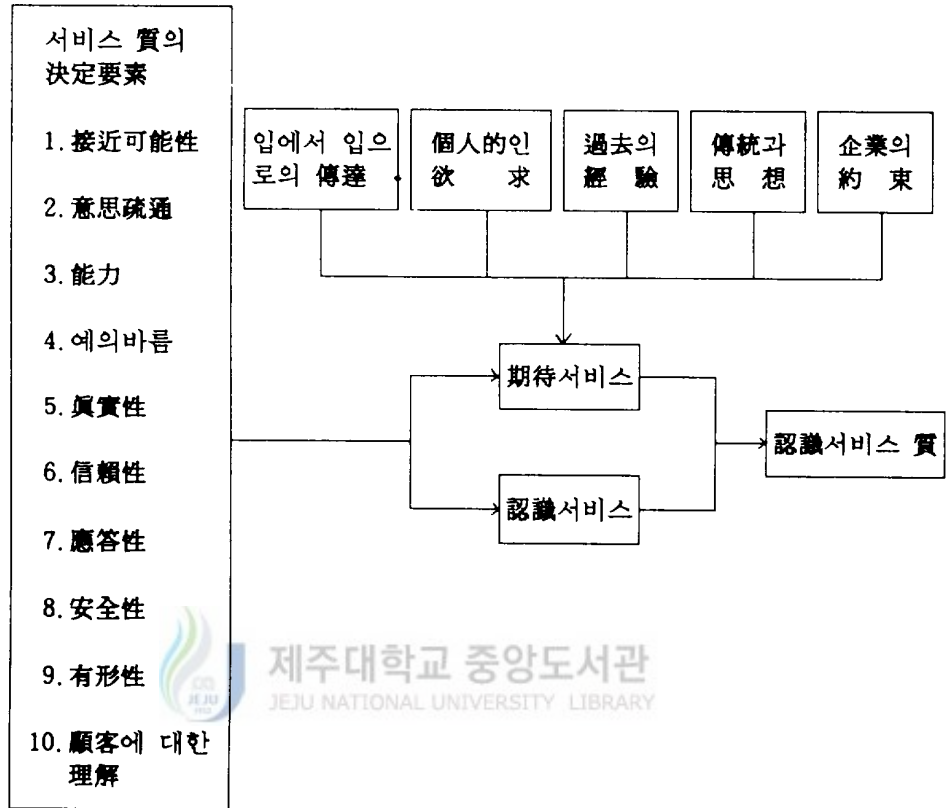 서비스 質의
決定要素
1. 接近可能性
2. 意思疏通
3. 能力
4. 예의바름
5. 眞實性
6. 信賴性
7. 應答性
8. 安全性
9. 有形性
10. 顧客에 대한
理解
입에서 입으
로의 傳達
個人的인
欲 求
過去의
經 驗
傳統과
思 想
企業의
約 束
期待서비스
認識서비스
認識서비스 質
제주대학교 중앙도서관
JEJU NATIONAL UNIVERSITY LIBRARY
JEJU